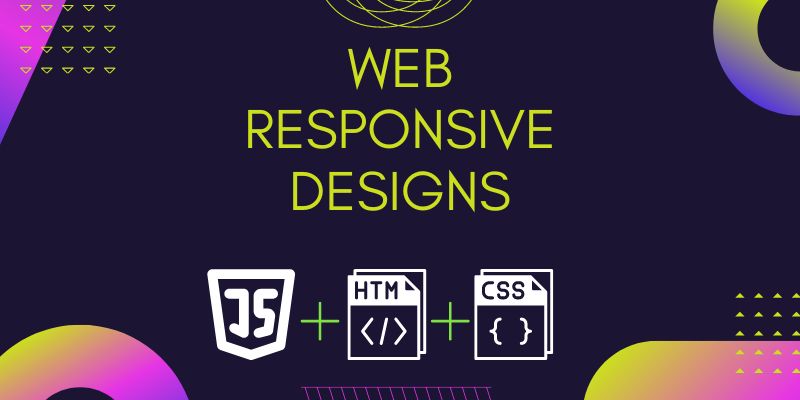 WEB
RESPONSIVE
DESIGNS
JS + HTM + CSS
</> { }